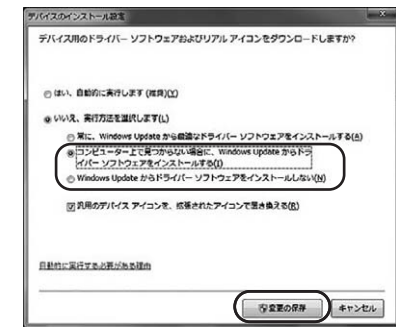 デバイスのインストール設定
デバイス用のドライバー ソフトウェアおよびリアル アイコンをダウンロードしますか?
はい、自動的に実行します (推奨)(Y)
いいえ、実行方法を選択します(L)
常に、Windows Update から最適なドライバー ソフトウェアをインストールする(A)
コンピューター上で見つからない場合に、Windows Update からドラ
イバー ソフトウェアをインストールする(I)
Windows Update からドライバー ソフトウェアをインストールしない(N)
汎用のデバイス アイコンを、拡張されたアイコンで置き換える(R)
自動的に実行する必要がある理由
変更の保存
キャンセル